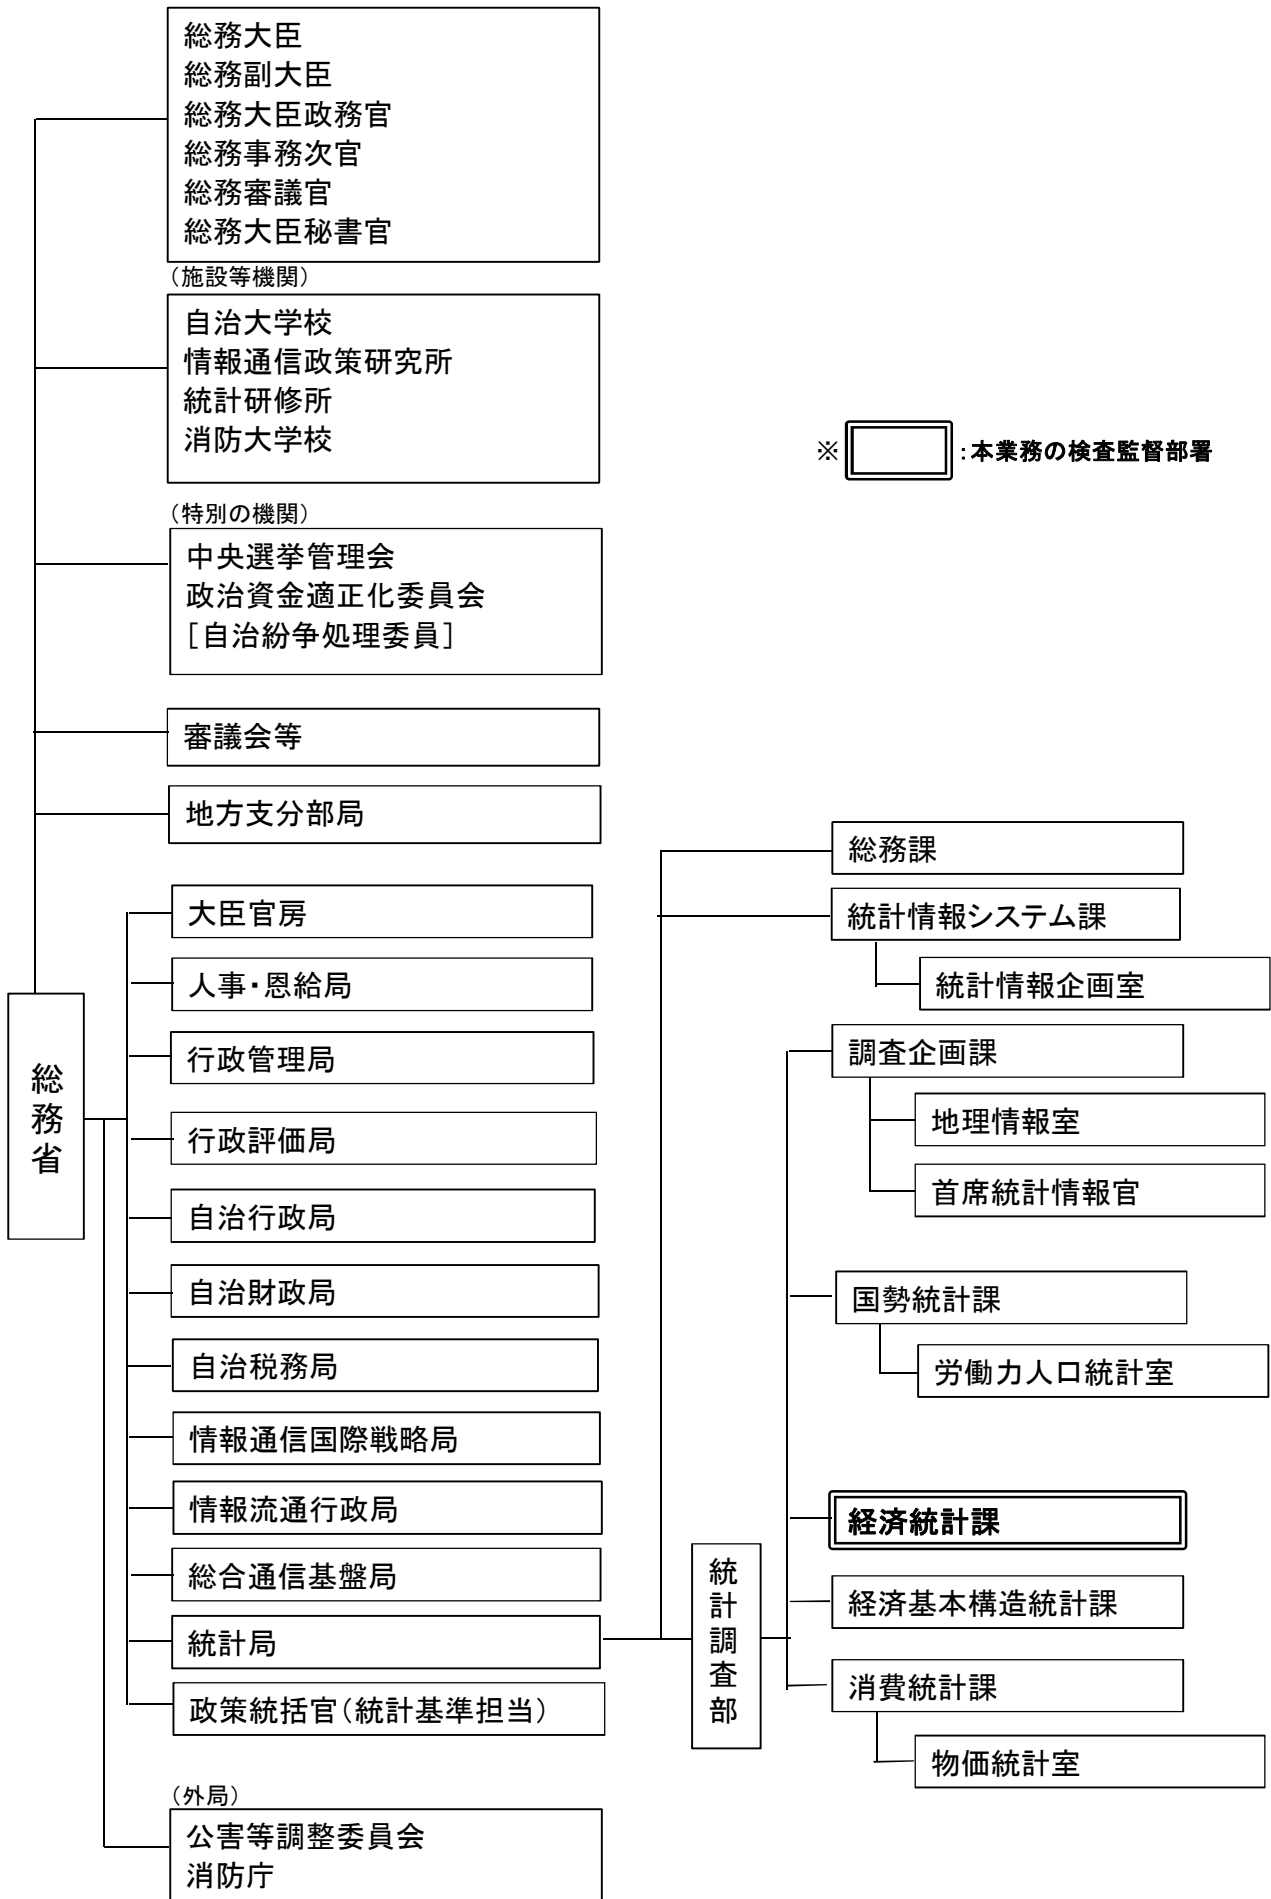 総務大臣
総務副大臣
総務大臣政務官
総務事務次官
総務審議官
総務大臣秘書官
（施設等機関）
自治大学校
情報通信政策研究所
統計研修所
消防大学校
※　：本業務の検査監督部署
（特別の機関）
中央選挙管理会
政治資金適正化委員会
［自治紛争処理委員］
審議会等
地方支分部局
総務省
大臣官房
人事・恩給局
行政管理局
行政評価局
自治行政局
自治財政局
自治税務局
情報通信国際戦略局
情報流通行政局
総合通信基盤局
統計局
政策統括官（統計基準担当）
（外局）
公害等調整委員会
消防庁
総務課
統計情報システム課
統計情報企画室
統計調査部
調査企画課
地理情報室
首席統計情報官
国勢統計課
労働力人口統計室
経済統計課
経済基本構造統計課
消費統計課
物価統計室